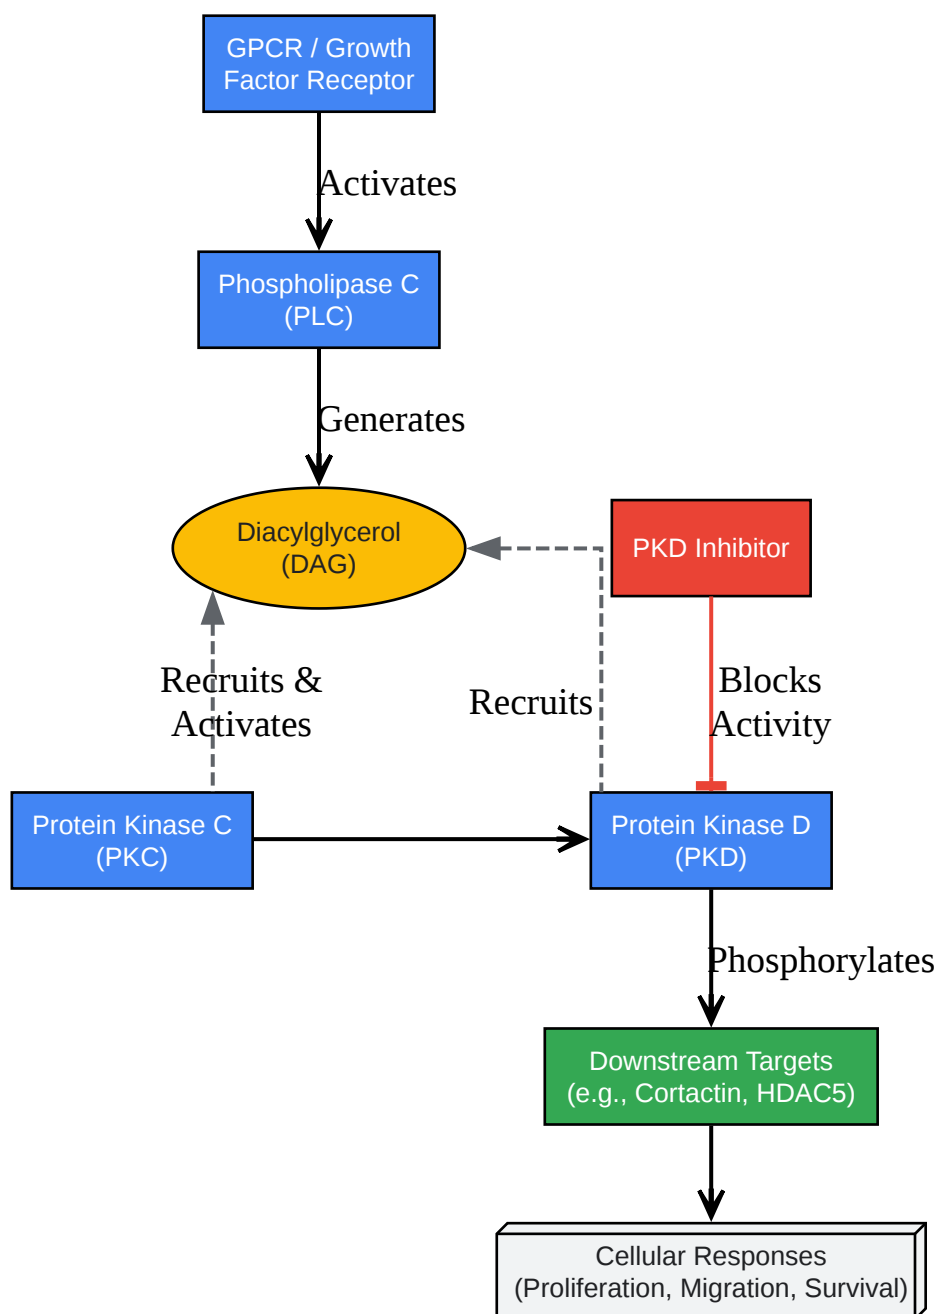 GPCR / Growth
Factor Receptor
Activates
Phospholipase C
(PLC)
Generates
Diacylglycerol
(DAG)
PKD Inhibitor
Recruits &
Activates
Recruits
Blocks
Activity
Protein Kinase C
(PKC)
Protein Kinase D
(PKD)
Phosphorylates
Downstream Targets
(e.g., Cortactin, HDAC5)
Cellular Responses
(Proliferation, Migration, Survival)